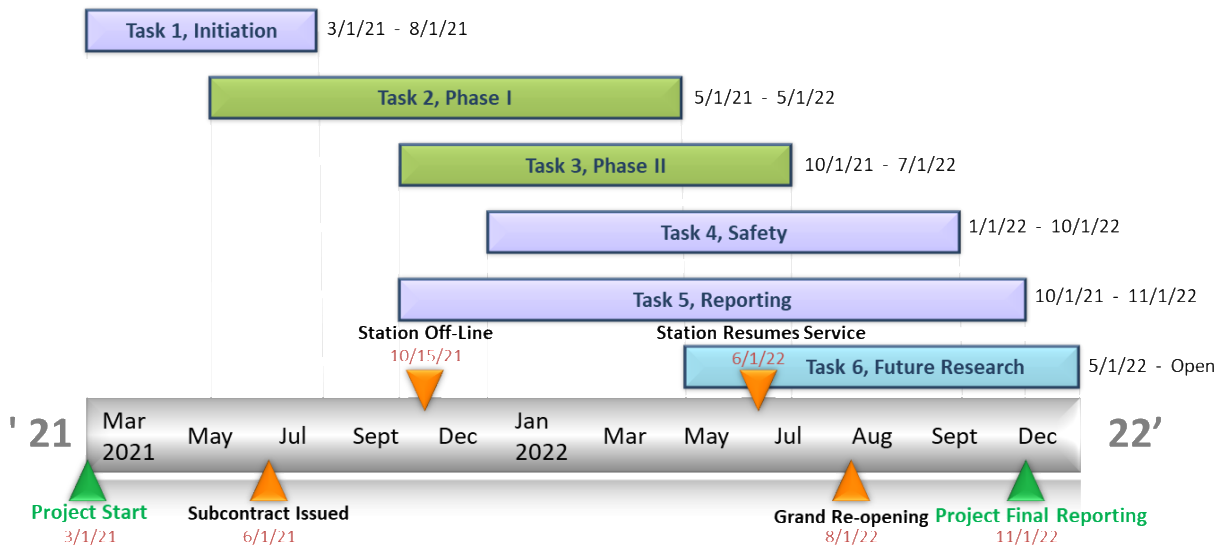 Task 1, Initiation 3/1/21 - 8/1/21
Task 2, Phase I 5/1/21 - 5/1/22
Task 3, Phase II 10/1/21 - 7/1/22
Task 4, Safety 1/1/22 - 10/1/22
Task 5, Reporting 10/1/21 - 11/1/22
Station Off-Line
10/15/21
Station Resumes Service
6/1/22
Task 6, Future Research 5/1/22 - Open
' 21
Mar
2021
May
Jul
Sept
Dec
Jan
2022
Mar
May
Jul
Aug
Sept
Dec
22’
Project Start
3/1/21
Subcontract Issued
6/1/21
Grand Re-opening
8/1/22
Project Final Reporting
11/1/22